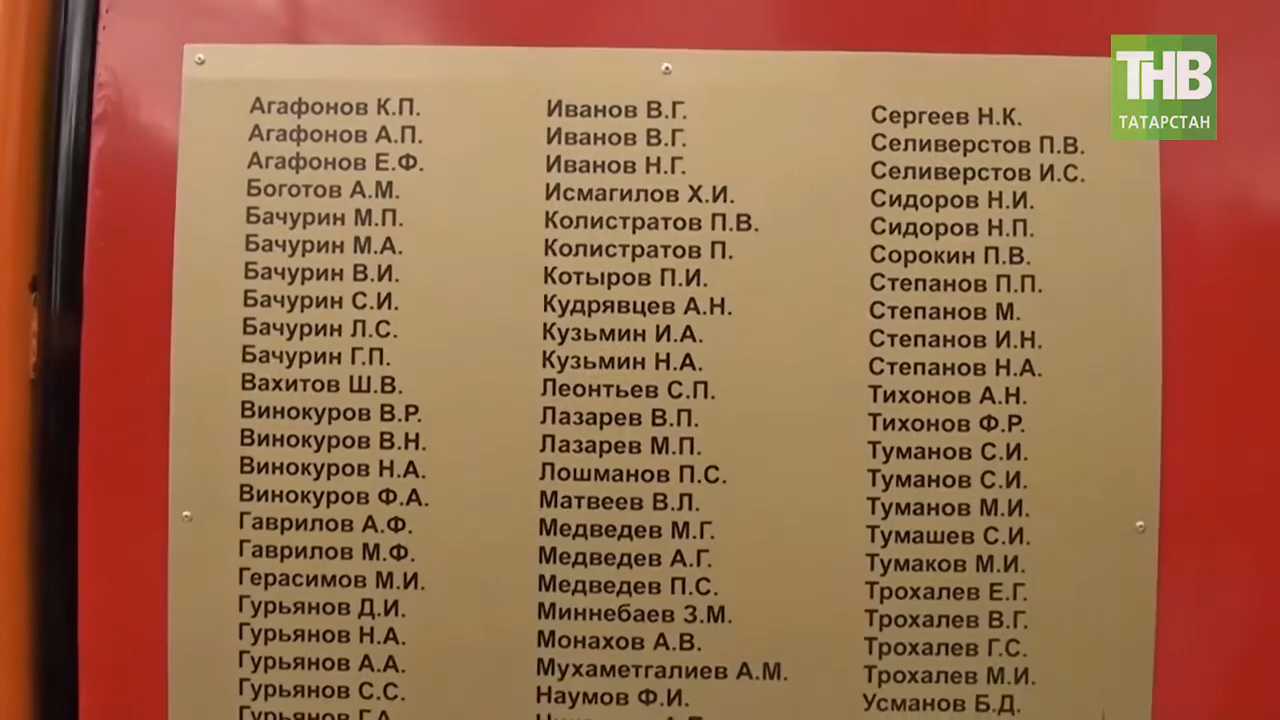 Агафонов К.П.
Агафонов А.П.
Агафонов Е.Ф.
Боготов А.М.
Бачурин М.П.
Бачурин М.А.
Бачурин В.И.
Бачурин С.И.
Бачурин Л.С.
Бачурин Г.П.
Вахитов Ш.В.
Винокуров В.Р.
Винокуров В.Н.
Винокуров Н.А.
Винокуров Ф.А.
Гаврилов А.Ф.
Гаврилов М.Ф.
Герасимов М.И.
Гурьянов Д.И.
Гурьянов Н.А.
Гурьянов А.А.
Гурьянов С.С.
Гурьянов Г.А.
Иванов В.Г.
Иванов В.Г.
Иванов Н.Г.
Исмагилов Х.И.
Колистратов П.В.
Колистратов П.
Котыров П.И.
Кудрявцев А.Н.
Кузьмин И.А.
Кузьмин Н.А.
Леонтьев С.П.
Лазарев В.П.
Лазарев М.П.
Лошманов П.С.
Матвеев В.Л.
Медведев М.Г.
Медведев А.Г.
Медведев П.С.
Миннебаев З.М.
Монахов А.В.
Мухаметгалиев А.М.
Наумов Ф.И.
Сергеев Н.К.
Селиверстов П.В.
Селиверстов И.С.
Сидоров Н.И.
Сидоров Н.П.
Сорокин П.В.
Степанов П.П.
Степанов М.
Степанов И.Н.
Степанов Н.А.
Тихонов А.Н.
Тихонов Ф.Р.
Туманов С.И.
Туманов С.И.
Туманов М.И.
Тумашев С.И.
Тумаков М.И.
Трохалев Е.Г.
Трохалев В.Г.
Трохалев Г.С.
Трохалев М.И.
Усманов Б.Д.
ТНВ
ТАТАРСТАН